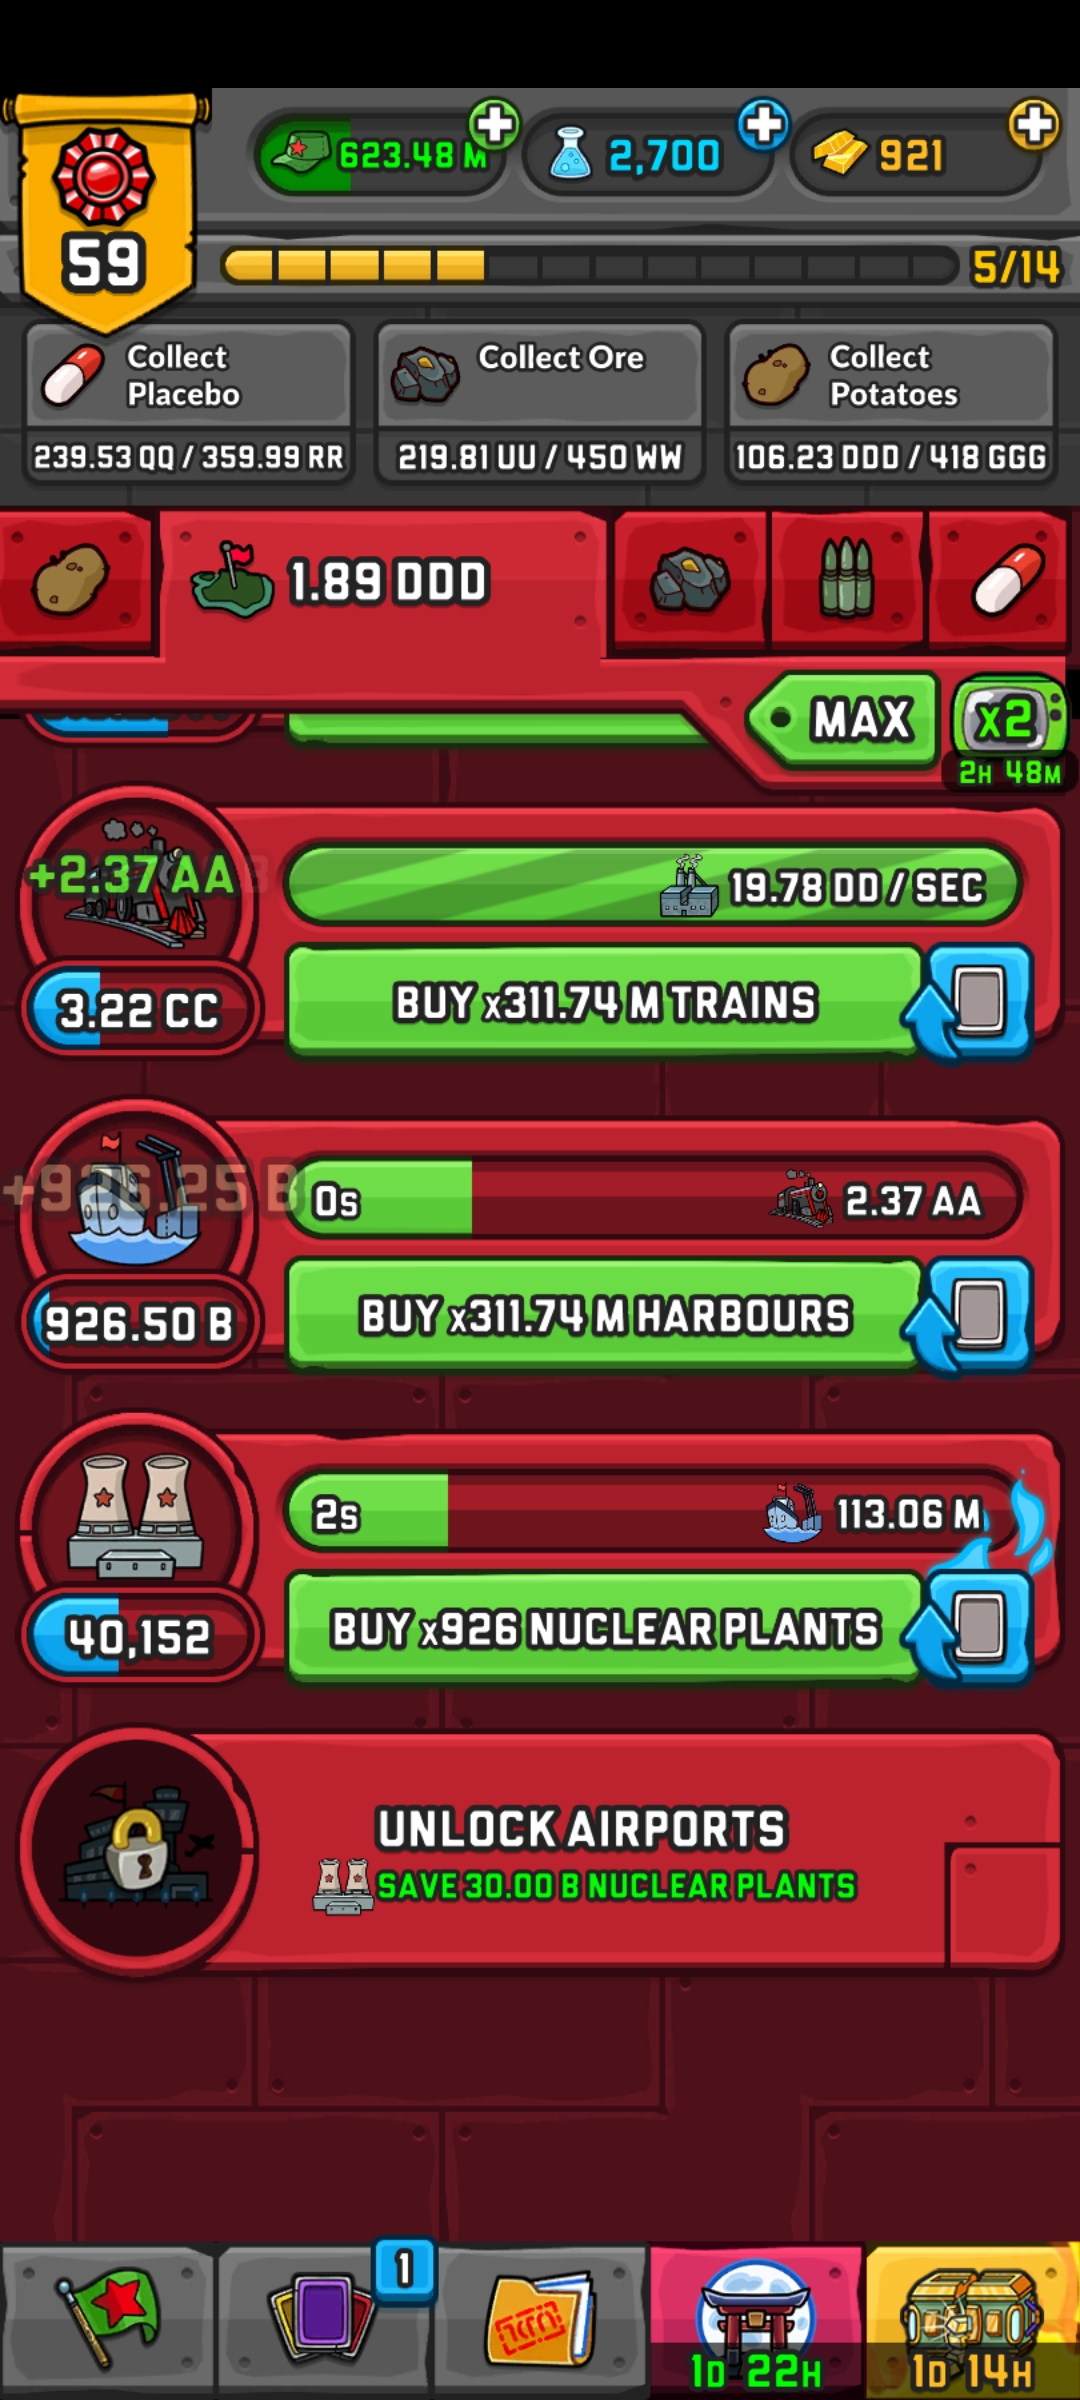 623.48 M
2,700
921
59
5/14
Collect
Placebo
239.53 QQ / 359.99 RR
Collect Ore
219.81 UU / 450 WW
Collect
Potatoes
106.23 DDD / 418 GGG
1.89 DDD
MAX
x2
2H 48M
+2.37 AA
19.78 DD / SEC
3.22 CC
BUY x311.74 M TRAINS
+926.25 B
0s
2.37 AA
926.50 B
BUY x311.74 M HARBOURS
2s
113.06 M
40,152
BUY x926 NUCLEAR PLANTS
UNLOCK AIRPORTS
SAVE 30.00 B NUCLEAR PLANTS
1
1D 22H
1D 14H